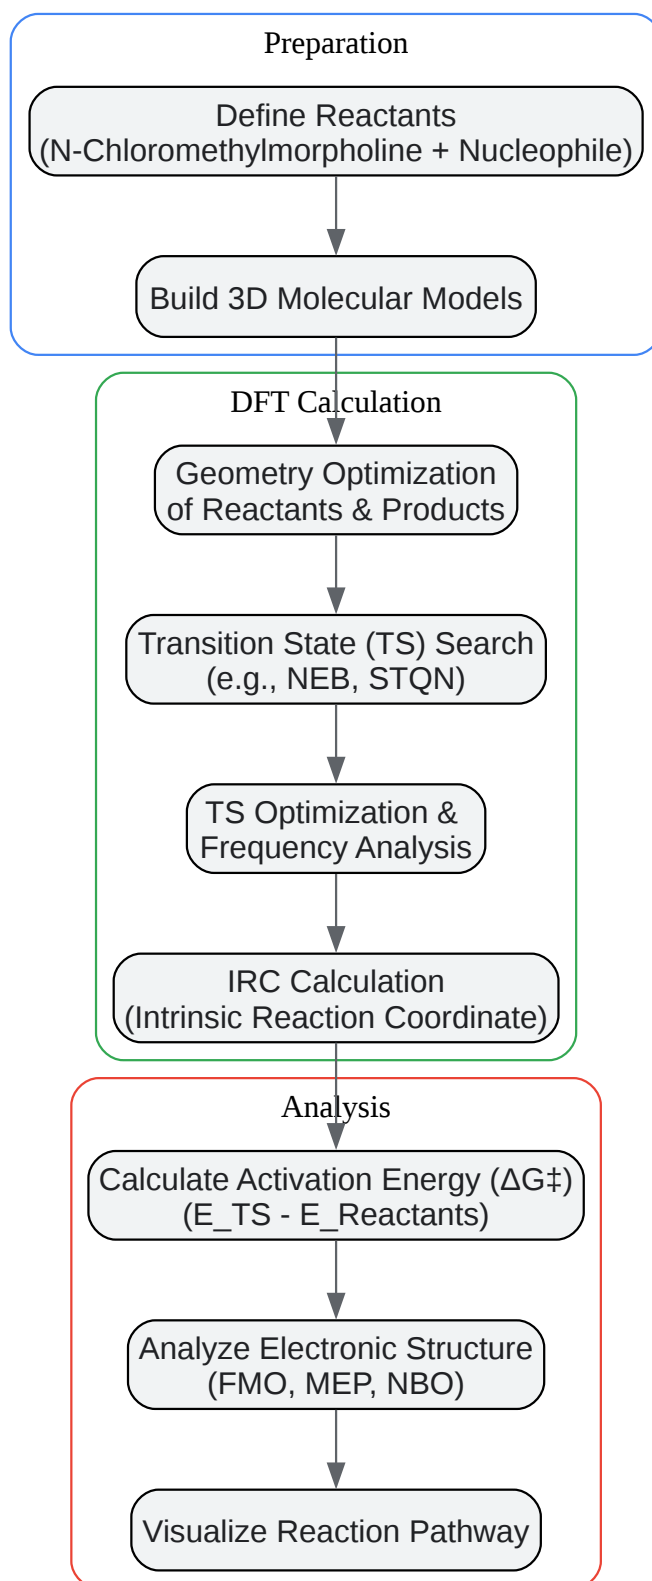 Preparation
Define Reactants
(N-Chloromethylmorpholine + Nucleophile)
Build 3D Molecular Models
DFT Calculation
Geometry Optimization
of Reactants & Products
Transition State (TS) Search
(e.g., NEB, STQN)
TS Optimization &
Frequency Analysis
IRC Calculation
(Intrinsic Reaction Coordinate)
Analysis
Calculate Activation Energy (ΔG‡)
(E_TS - E_Reactants)
Analyze Electronic Structure
(FMO, MEP, NBO)
Visualize Reaction Pathway